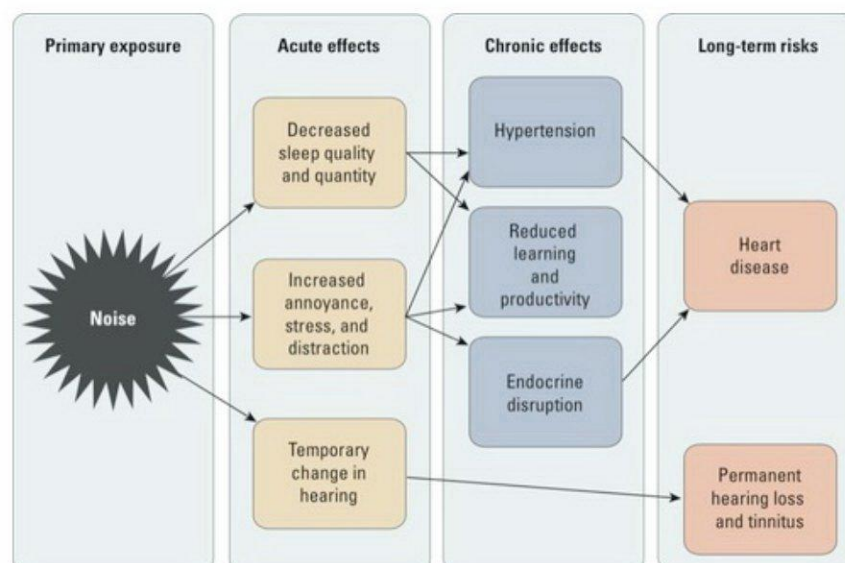 Primary exposure
Acute effects
Chronic effects
Long-term risks
Decreased
sleep quality
and quantity
Hypertension
Reduced
learning
and
productivity
Heart
disease
Noise
Increased
annoyance,
stress, and
distraction
Endocrine
disruption
Temporary
change in
hearing
Permanent
hearing loss
and tinnitus